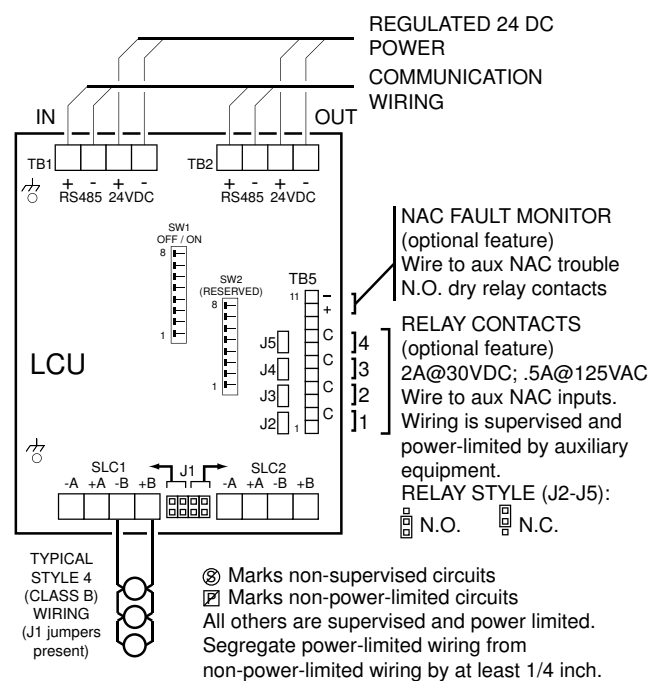 REGULATED 24 DC
POWER
COMMUNICATION
WIRING
IN
OUT
TB1
TB2
+ - + -
RS485 24VDC
+ - + -
RS485 24VDC
SW1
OFF / ON
8
1
SW2
(RESERVED)
8
1
TB5
11
-
+
C
C
C
C
1
J5
J4
J3
J2
]
]4
]3
]2
]1
LCU
NAC FAULT MONITOR
(optional feature)
Wire to aux NAC trouble
N.O. dry relay contacts
RELAY CONTACTS
(optional feature)
2A@30VDC; .5A@125VAC
Wire to aux NAC inputs.
Wiring is supervised and
power-limited by auxiliary
equipment.
RELAY STYLE (J2-J5):
N.O. N.C.
SLC1
-A +A -B +B
J1
SLC2
-A +A -B +B
TYPICAL
STYLE 4
(CLASS B)
WIRING
(J1 jumpers
present)
S Marks non-supervised circuits
P Marks non-power-limited circuits
All others are supervised and power limited.
Segregate power-limited wiring from
non-power-limited wiring by at least 1/4 inch.